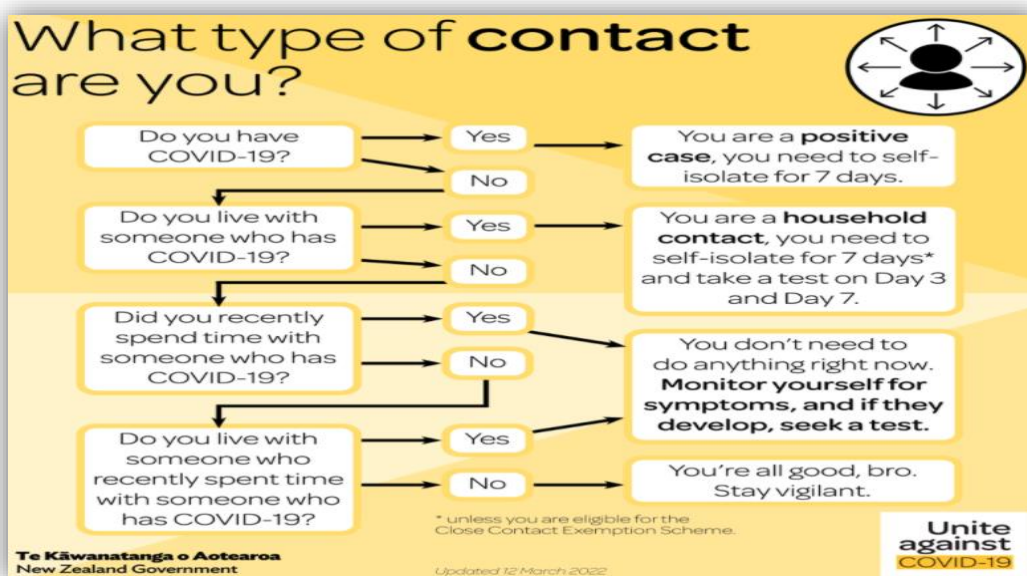 What type of contact
are you?
Do you have
COVID-19?
Yes
No
You are a positive
case, you need to self-
isolate for 7 days.
Do you live with
someone who has
COVID-19?
Yes
No
You are a household
contact, you need to
self-isolate for 7 days*
and take a test on Day 3
and Day 7.
Did you recently
spend time with
someone who has
COVID-19?
Yes
No
You don't need to
do anything right now.
Monitor yourself for
symptoms, and if they
develop, seek a test.
Do you live with
someone who
recently spent time
with someone who
has COVID-19?
Yes
No
You're all good, bro.
Stay vigilant.
* unless you are eligible for the
Close Contact Exemption Scheme.
Te Kāwanatanga o Aotearoa
New Zealand Government
Updated 12 March 2022
Unite
against
COVID-19